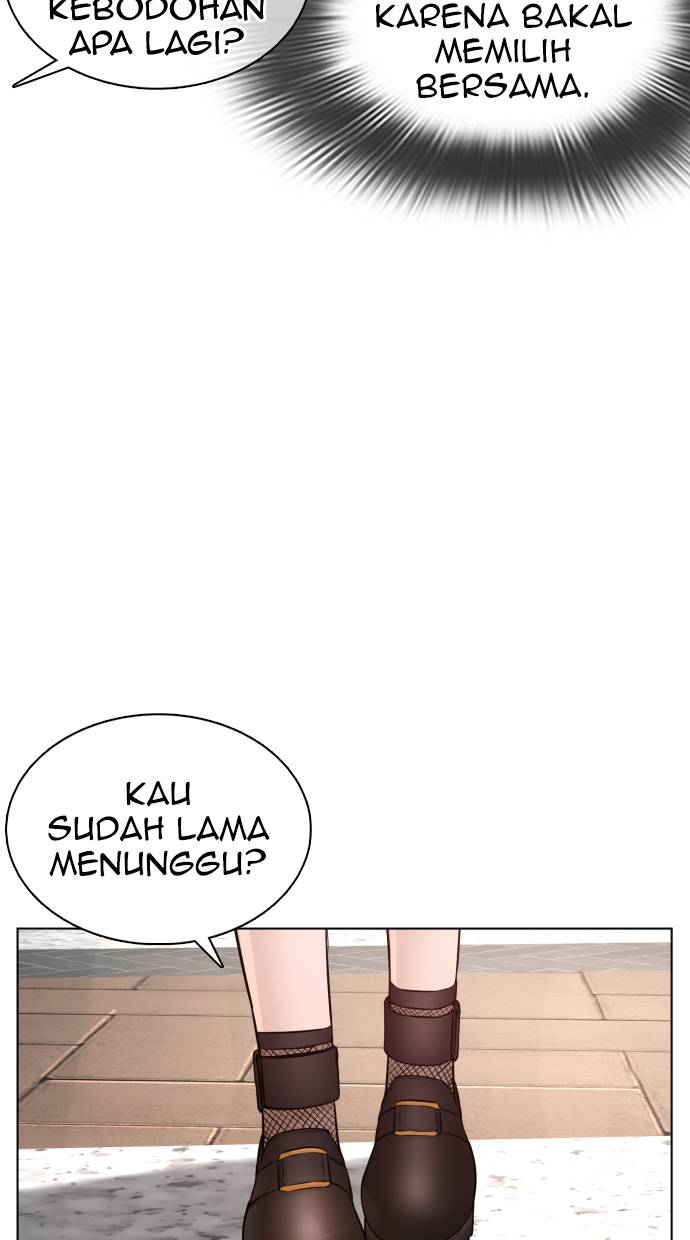 KEBODOHAN
APA LAGI?
KARENA BAKAL
MEMILIH
BERSAMA.
KAU
SUDAH LAMA
MENUNGGU?